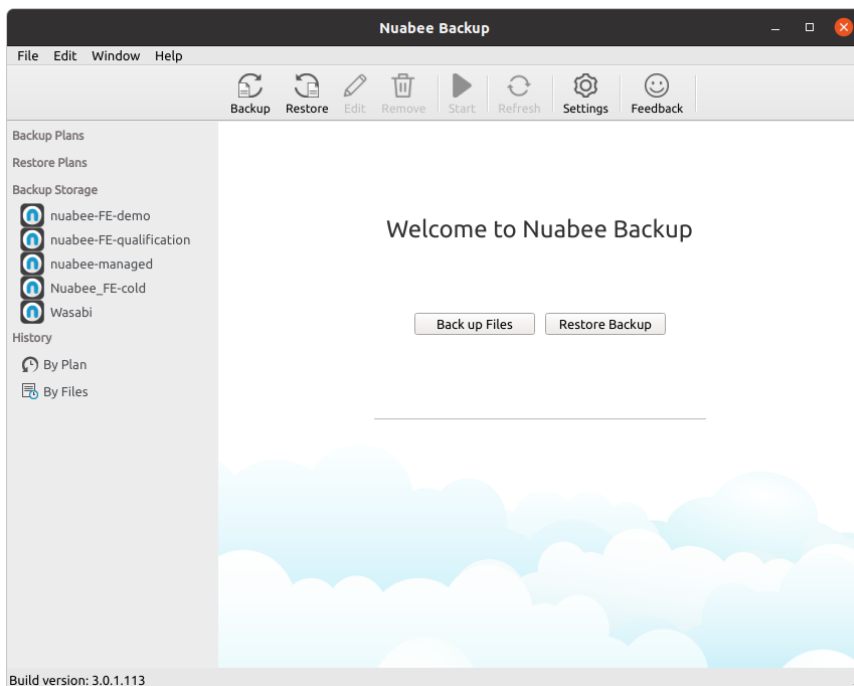 Nuabee Backup
File Edit Window Help
Backup Restore Edit Remove Start Refresh Settings Feedback
Backup Plans
Restore Plans
Backup Storage
nuabee-FE-demo
nuabee-FE-qualification
nuabee-managed
Nuabee_FE-cold
Wasabi
History
By Plan
By Files
Welcome to Nuabee Backup
Back up Files Restore Backup
Build version: 3.0.1.113